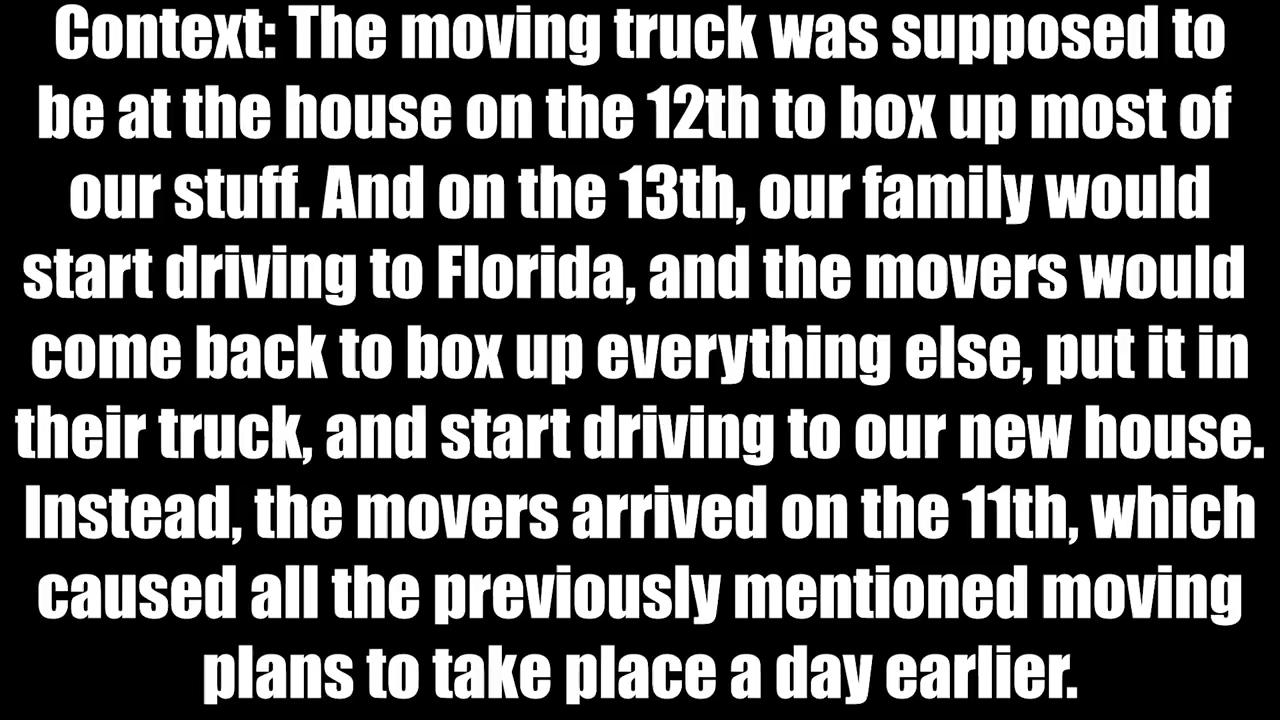 Context: The moving truck was supposed to
be at the house on the 12th to box up most of
our stuff. And on the 13th, our family would
start driving to Florida, and the movers would
come back to box up everything else, put it in
their truck, and start driving to our new house.
Instead, the movers arrived on the 11th, which
caused all the previously mentioned moving
plans to take place a day earlier.